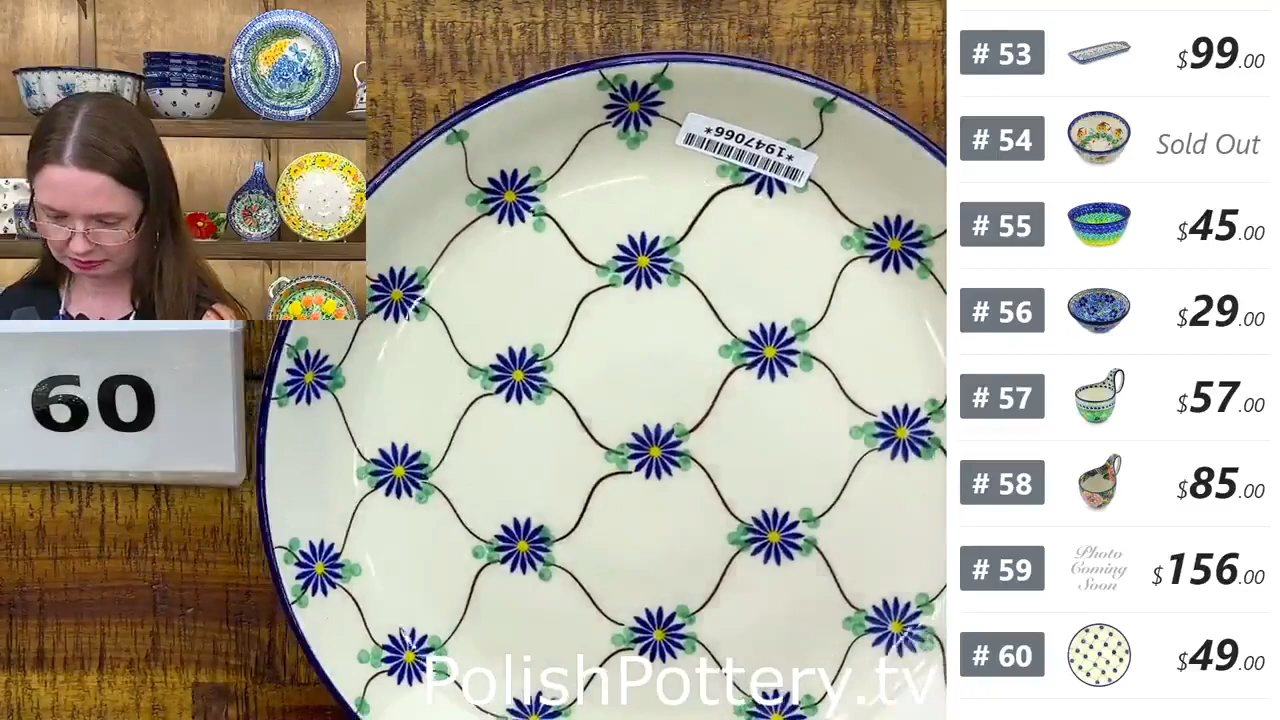 60
*1947066*
PolishPottery.tv
# 53 $99.00
# 54 Sold Out
# 55 $45.00
# 56 $29.00
# 57 $57.00
# 58 $85.00
# 59 Photo Coming Soon $156.00
# 60 $49.00